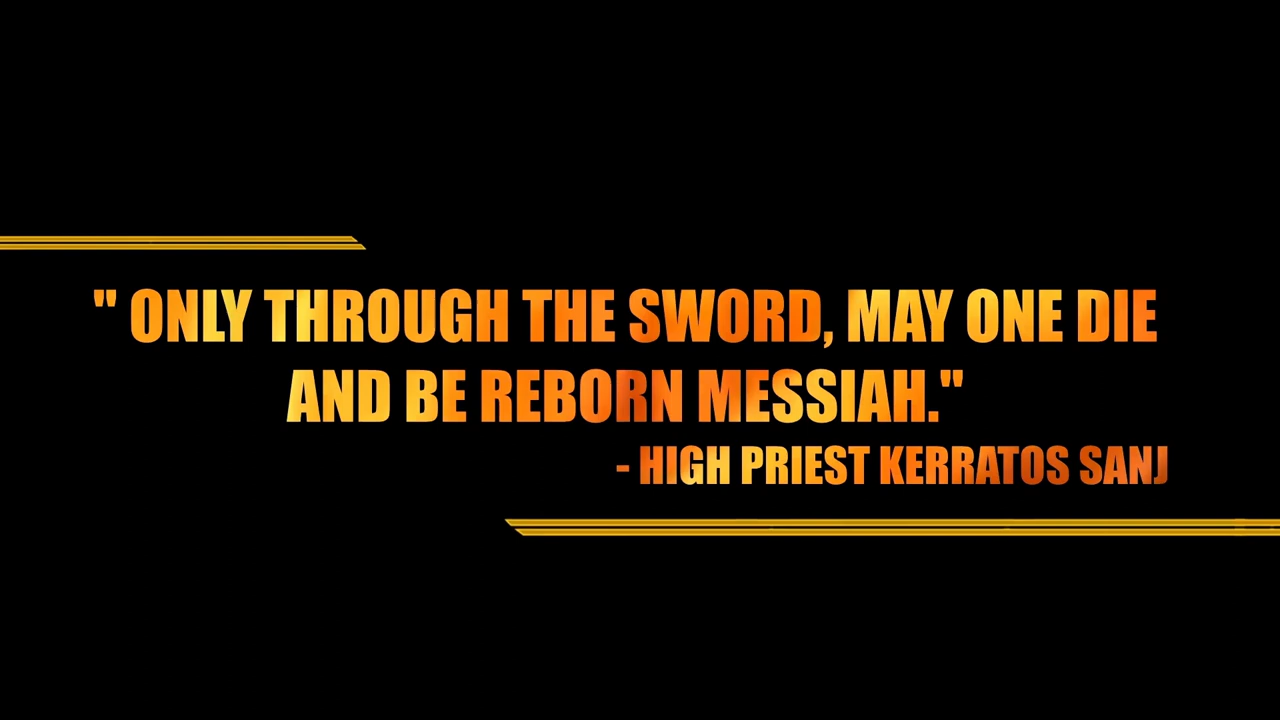 " ONLY THROUGH THE SWORD, MAY ONE DIE
AND BE REBORN MESSIAH."
- HIGH PRIEST KERRATOS SANJ